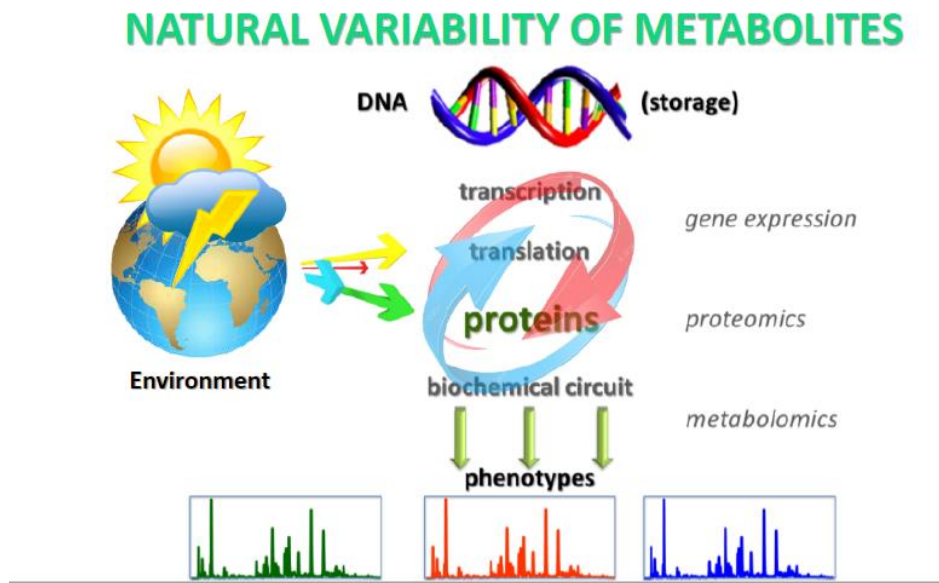 NATURAL VARIABILITY OF METABOLITES
DNA (storage)
transcription
gene expression
translation
proteins
proteomics
Environment
biochemical circuit
metabolomics
phenotypes